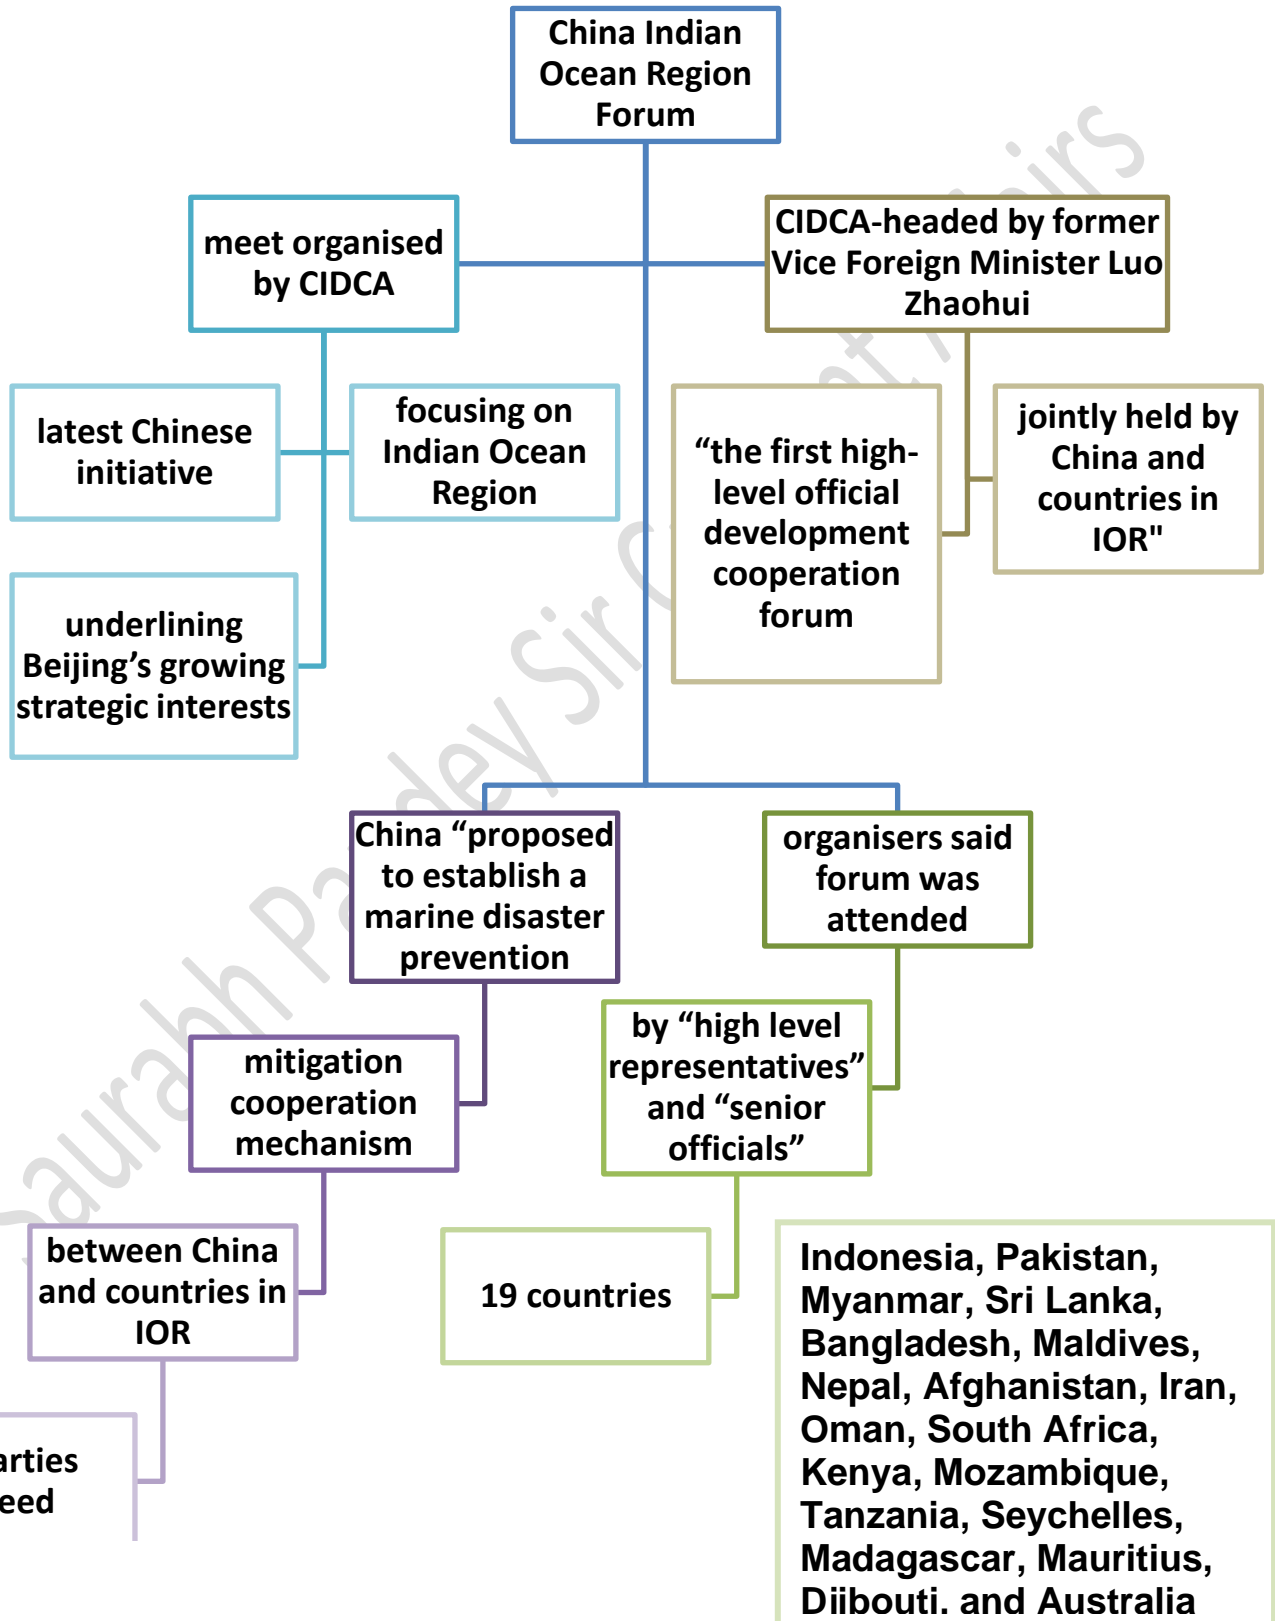 China Indian
Ocean Region
Forum
meet organised
by CIDCA
CIDCA-headed by former
Vice Foreign Minister Luo
Zhaohui
latest Chinese
initiative
focusing on
Indian Ocean
Region
“the first high-
level official
development
cooperation
forum
jointly held by
China and
countries in
IOR"
underlining
Beijing’s growing
strategic interests
China “proposed
to establish a
marine disaster
prevention
organisers said
forum was
attended
mitigation
cooperation
mechanism
by “high level
representatives”
and “senior
officials”
between China
and countries in
IOR
19 countries
Indonesia, Pakistan,
Myanmar, Sri Lanka,
Bangladesh, Maldives,
Nepal, Afghanistan, Iran,
Oman, South Africa,
Kenya, Mozambique,
Tanzania, Seychelles,
Madagascar, Mauritius,
Djibouti, and Australia
Saurabh Pandey Sir